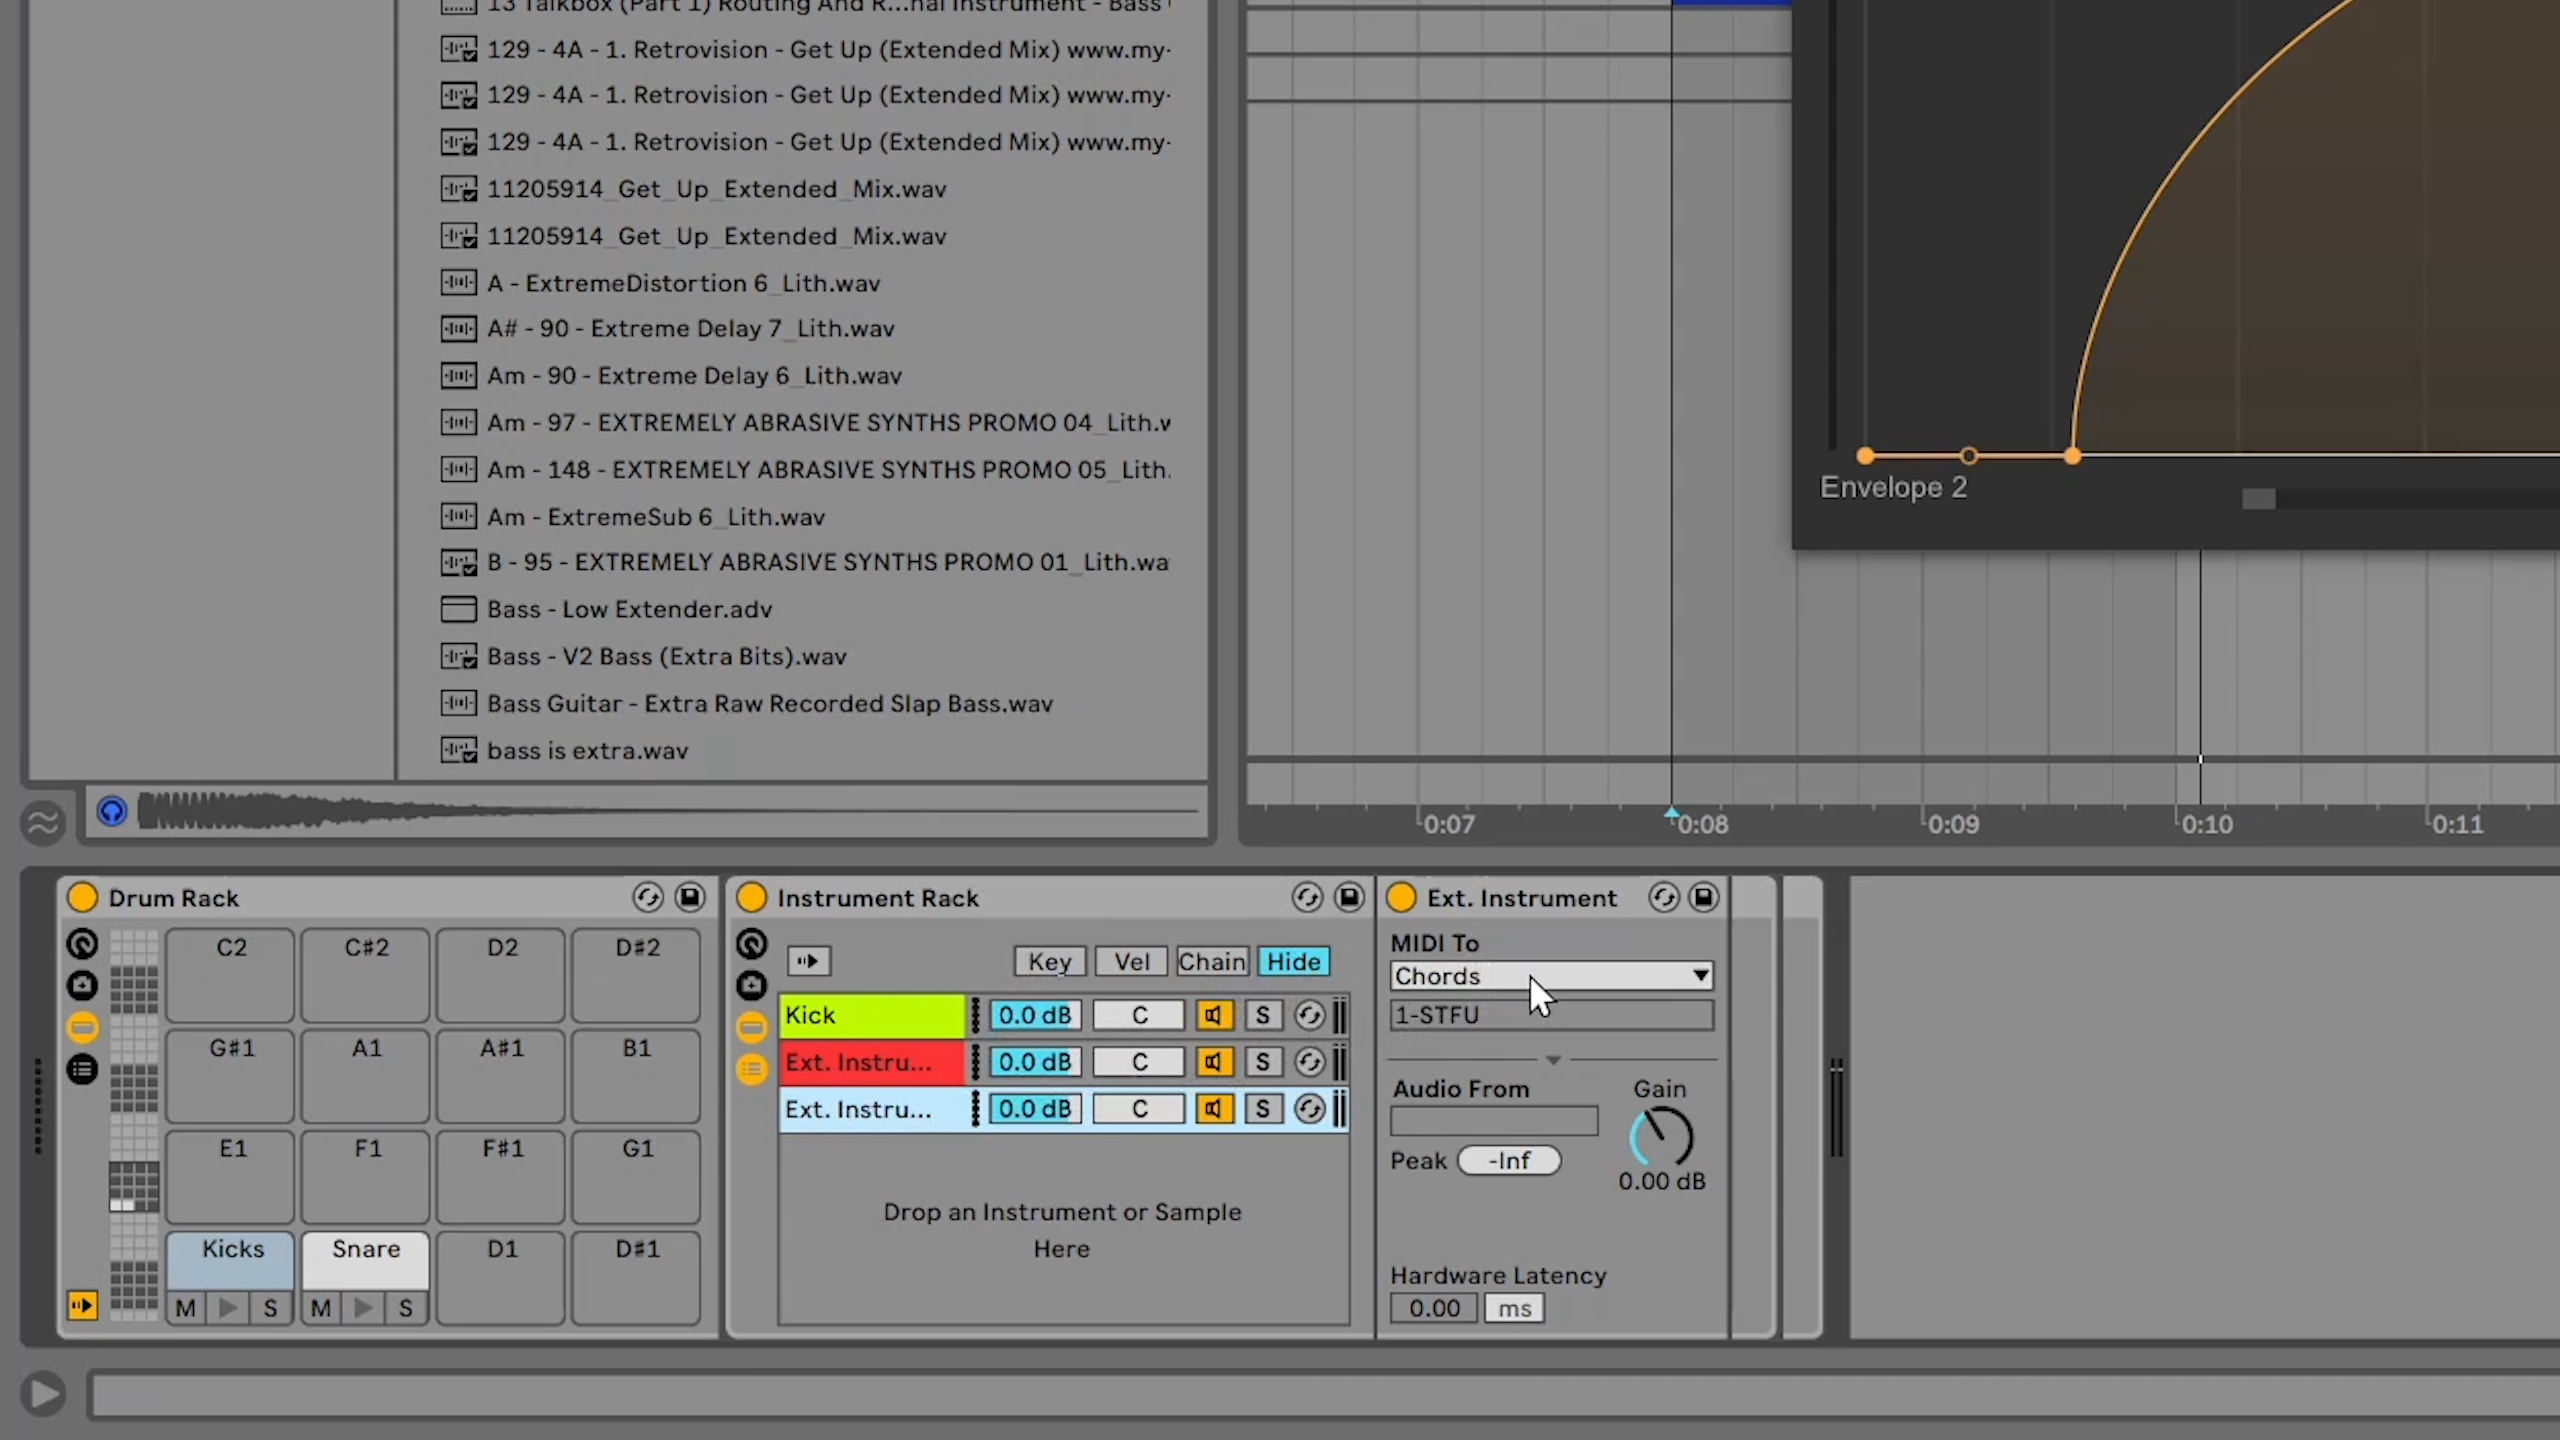 13 Talkbox (Part 1) Routing And R...nal Instrument - Bass
129 - 4A - 1. Retrovision - Get Up (Extended Mix) www.my-
129 - 4A - 1. Retrovision - Get Up (Extended Mix) www.my-
129 - 4A - 1. Retrovision - Get Up (Extended Mix) www.my-
11205914_Get_Up_Extended_Mix.wav
11205914_Get_Up_Extended_Mix.wav
A - ExtremeDistortion 6_Lith.wav
A# - 90 - Extreme Delay 7_Lith.wav
Am - 90 - Extreme Delay 6_Lith.wav
Am - 97 - EXTREMELY ABRASIVE SYNTHS PROMO 04_Lith.w
Am - 148 - EXTREMELY ABRASIVE SYNTHS PROMO 05_Lith.
Am - ExtremeSub 6_Lith.wav
B - 95 - EXTREMELY ABRASIVE SYNTHS PROMO 01_Lith.wa
Bass - Low Extender.adv
Bass - V2 Bass (Extra Bits).wav
Bass Guitar - Extra Raw Recorded Slap Bass.wav
bass is extra.wav
Envelope 2
0:07 0:08 0:09 0:10 0:11
Drum Rack
C2 C#2 D2 D#2
G#1 A1 A#1 B1
E1 F1 F#1 G1
Kicks Snare D1 D#1
M S M S
Instrument Rack
Key Vel Chain Hide
Kick 0.0 dB C S
Ext. Instru... 0.0 dB C S
Ext. Instru... 0.0 dB C S
Drop an Instrument or Sample
Here
Ext. Instrument
MIDI To
Chords
1-STFU
Audio From Gain
Peak -Inf
0.00 dB
Hardware Latency
0.00 ms